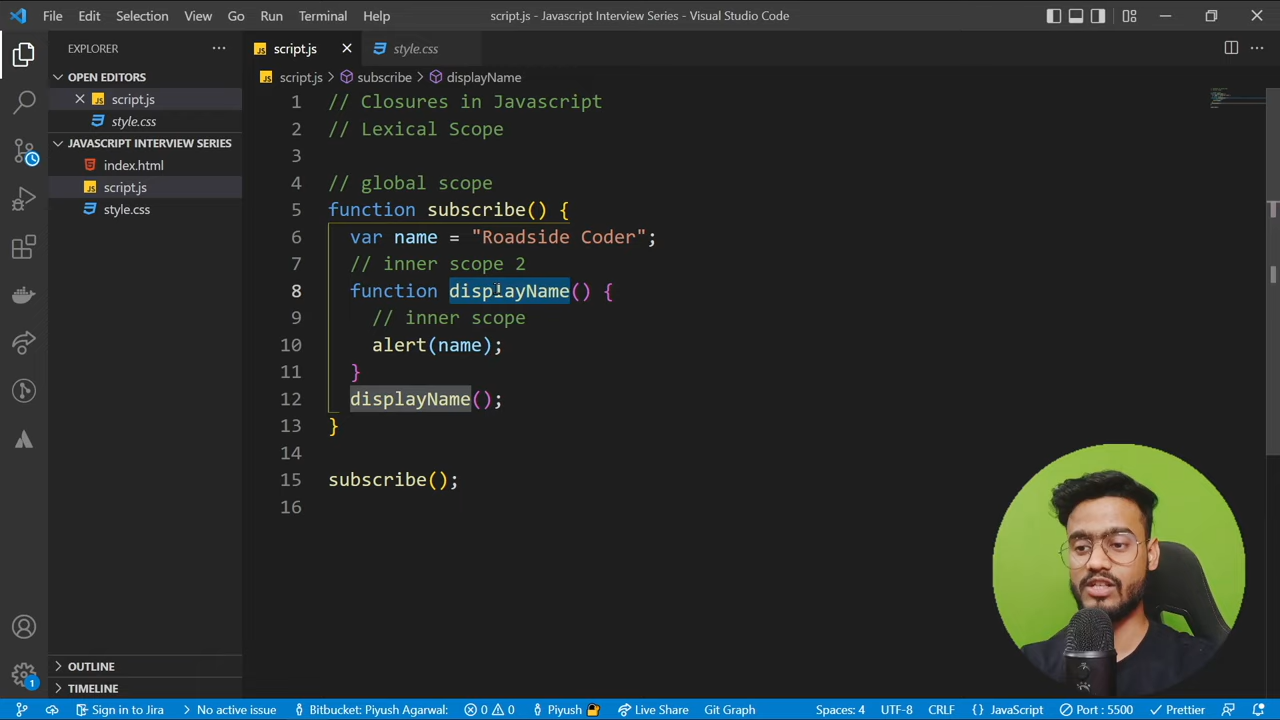 File Edit Selection View Go Run Terminal Help script.js - Javascript Interview Series - Visual Studio Code
EXPLORER
script.js
style.css
OPEN EDITORS
script.js
style.css
JAVASCRIPT INTERVIEW SERIES
index.html
script.js
style.css
OUTLINE
TIMELINE
script.js > subscribe > displayName
1 // Closures in Javascript
2 // Lexical Scope
3
4 // global scope
5 function subscribe() {
6 var name = "Roadside Coder";
7 // inner scope 2
8 function displayName() {
9 // inner scope
10 alert(name);
11 }
12 displayName();
13 }
14
15 subscribe();
16
1
Sign in to Jira No active issue Bitbucket: Piyush Agarwal: 0 0 Piyush Live Share Git Graph Spaces: 4 UTF-8 CRLF JavaScript Port : 5500 Prettier